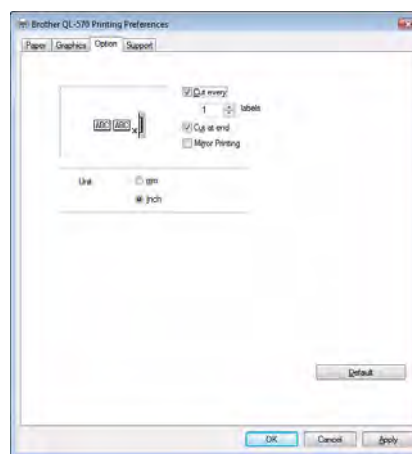 Brother QL-570 Printing Preferences
Paper Graphics Option Support
Cut every
1 labels
ABC ABC
Cut at end
Mirror Printing
Unit mm
inch
Default
OK Cancel Apply